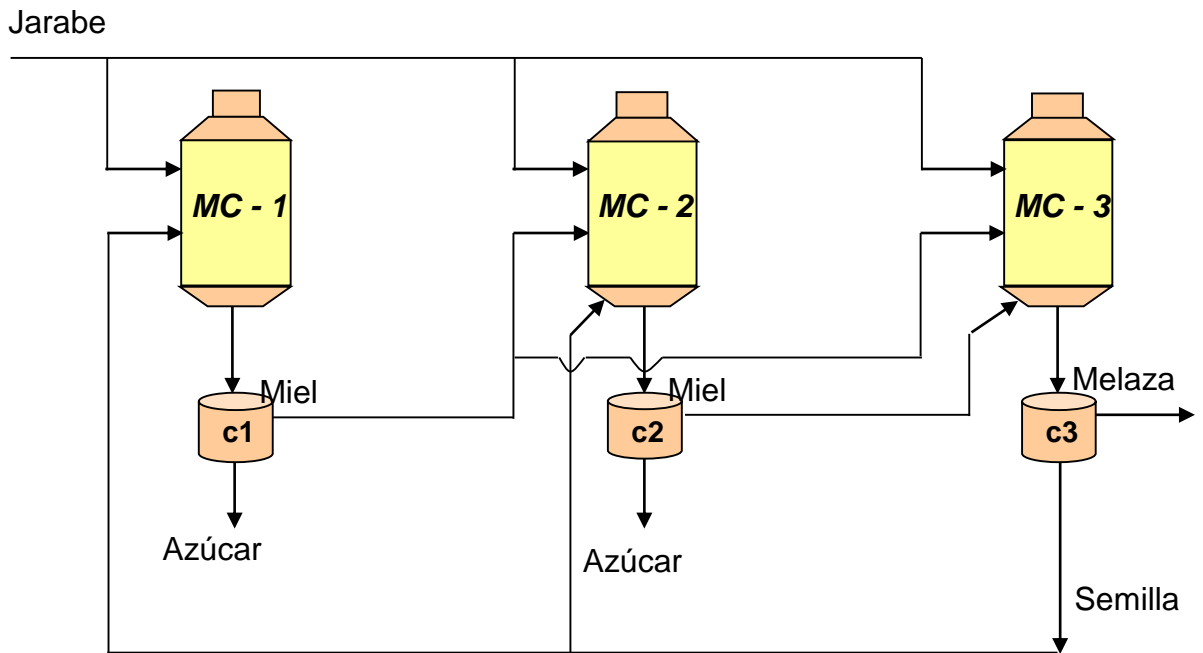 Jarabe
MC - 1
MC - 2
MC - 3
Miel
Miel
Melaza
c1
c2
c3
Azúcar
Azúcar
Semilla